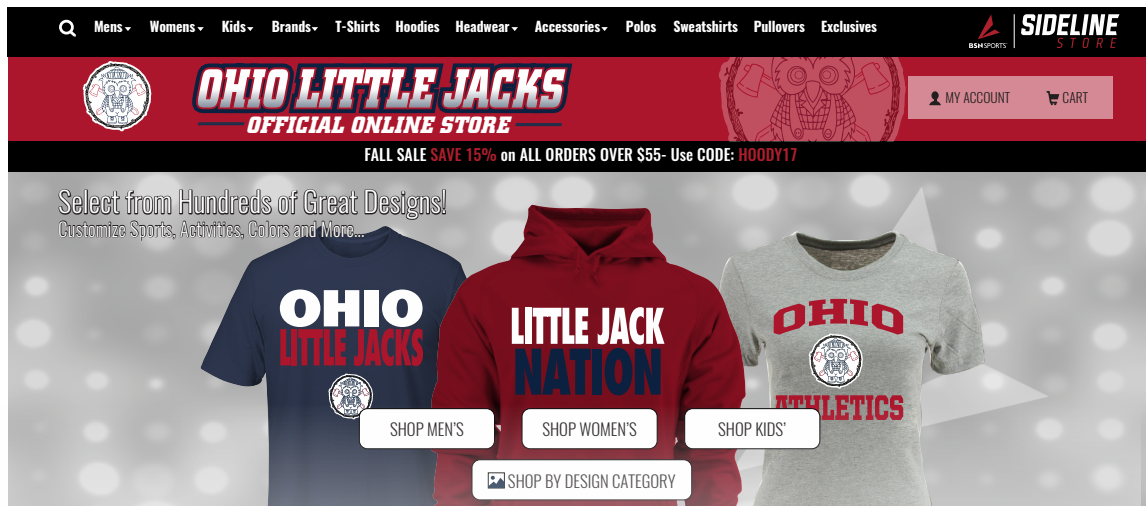 Mens Womens Kids Brands T-Shirts Hoodies Headwear Accessories Polos Sweatshirts Pullovers Exclusives
BSN SPORTS
SIDELINE
STORE
OHIO LITTLE JACKS
OFFICIAL ONLINE STORE
MY ACCOUNT CART
FALL SALE SAVE 15% on ALL ORDERS OVER $55- Use CODE: HOODY17
Select from Hundreds of Great Designs!
Customize Sports, Activities, Colors and More...
OHIO
LITTLE JACKS
LITTLE JACK
NATION
OHIO
ATHLETICS
SHOP MEN'S SHOP WOMEN'S SHOP KIDS'
SHOP BY DESIGN CATEGORY